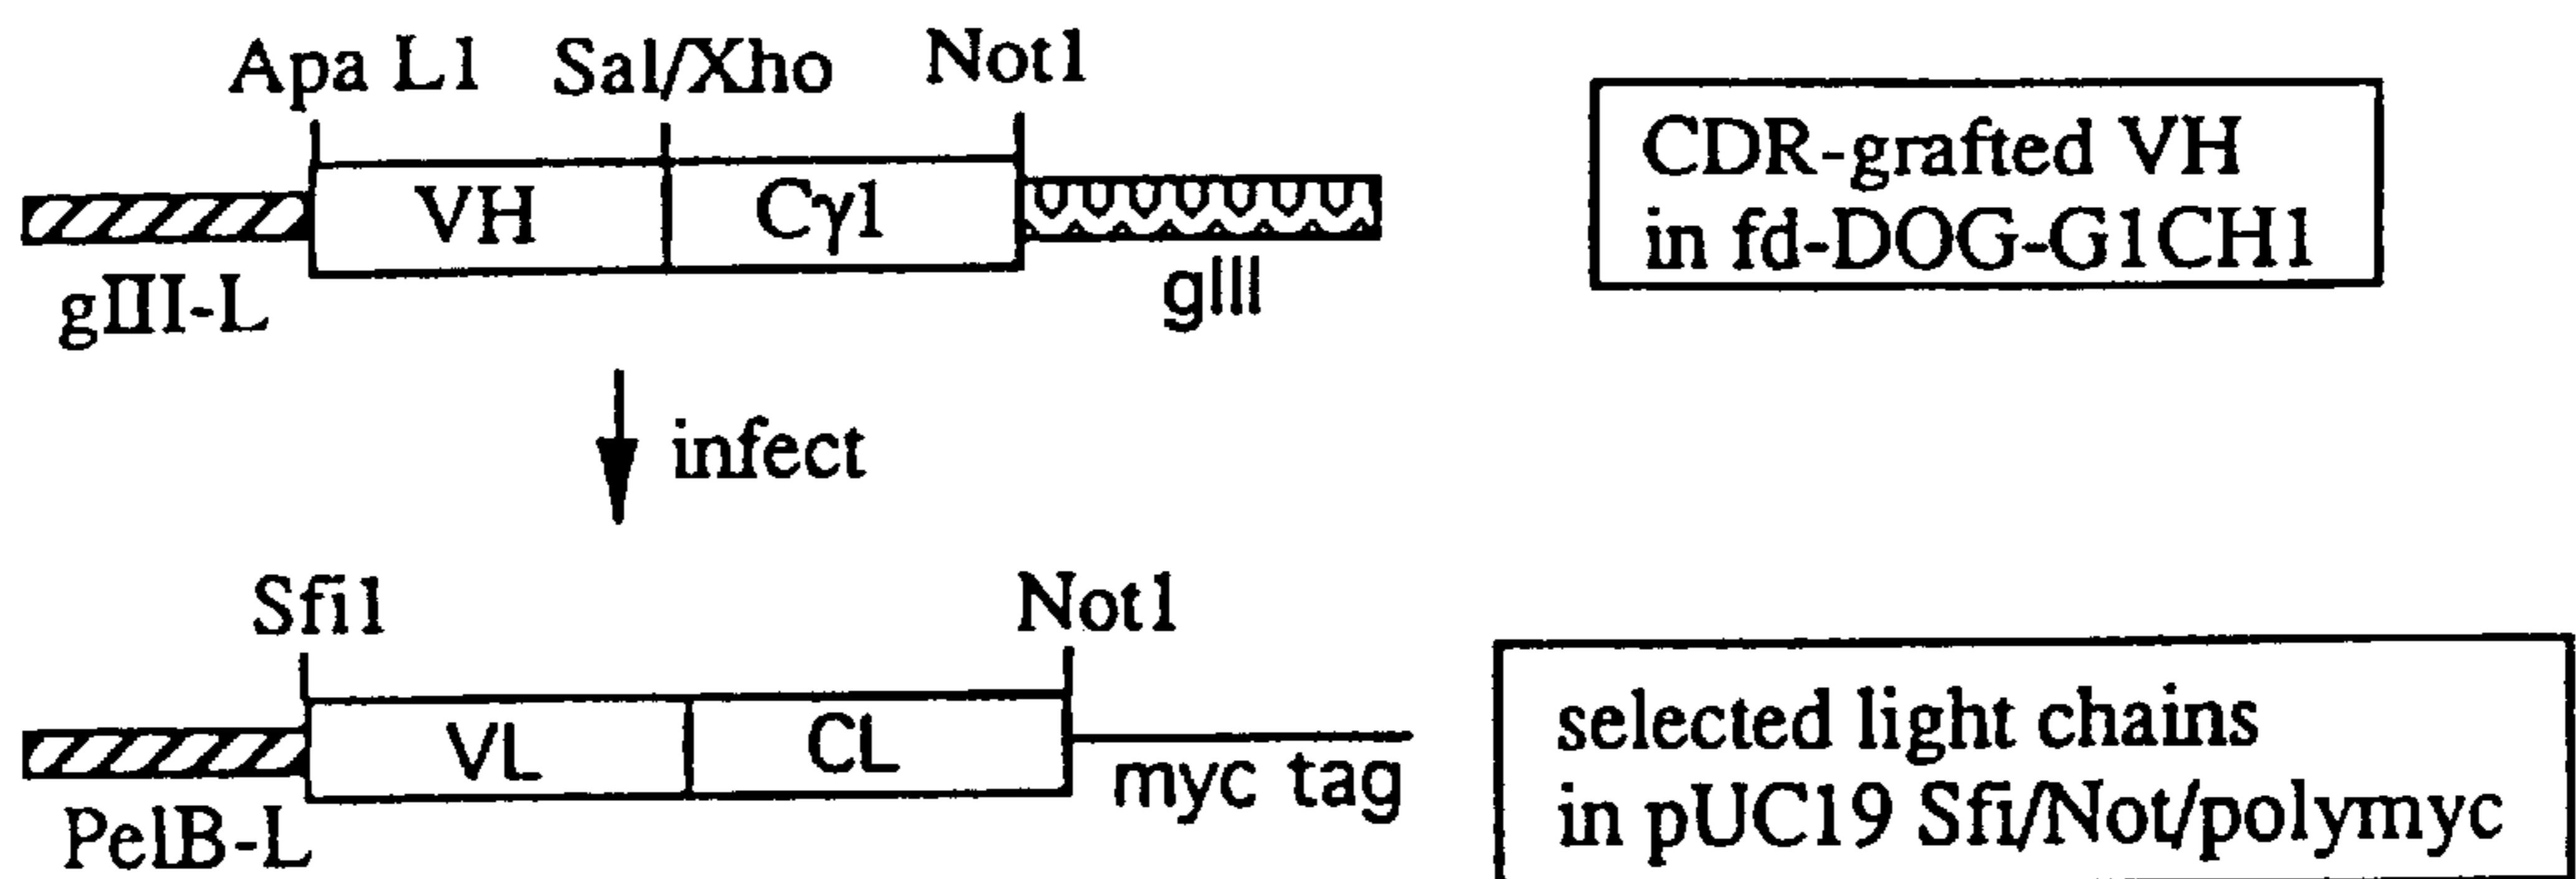 Apa L1 Sal/Xho Not1
VH Cγ1
gIII-L gIII
CDR-grafted VH
in fd-DOG-G1CH1
infect
Sfi1 Not1
VL CL
PelB-L myc tag
selected light chains
in pUC19 Sfi/Not/polymyc